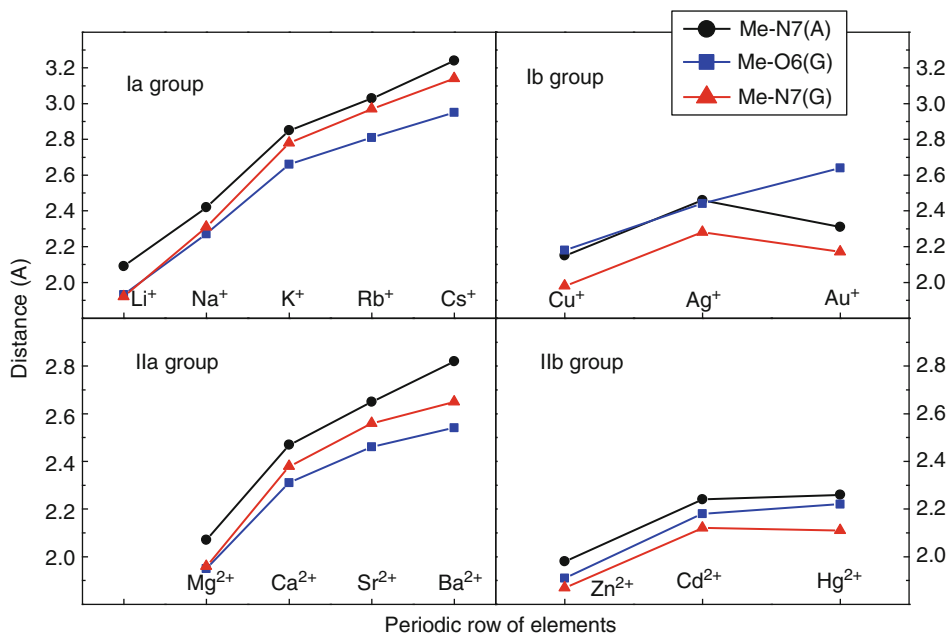 Me-N7(A)
Me-O6(G)
Me-N7(G)
Ia group
Ib group
3.2
3.0
2.8
2.6
2.4
2.2
2.0
3.2
3.0
2.8
2.6
2.4
2.2
2.0
Li⁺ Na⁺ K⁺ Rb⁺ Cs⁺
Cu⁺ Ag⁺ Au⁺
Distance (A)
IIa group
IIb group
2.8
2.6
2.4
2.2
2.0
2.8
2.6
2.4
2.2
2.0
Mg²⁺ Ca²⁺ Sr²⁺ Ba²⁺
Zn²⁺ Cd²⁺ Hg²⁺
Periodic row of elements